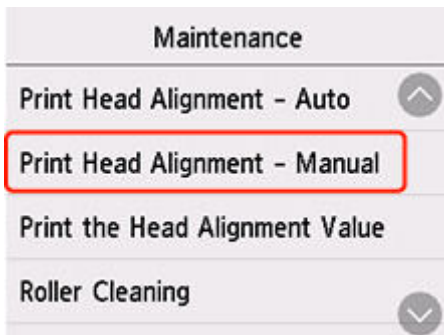 Maintenance
Print Head Alignment - Auto
Print Head Alignment - Manual
Print the Head Alignment Value
Roller Cleaning